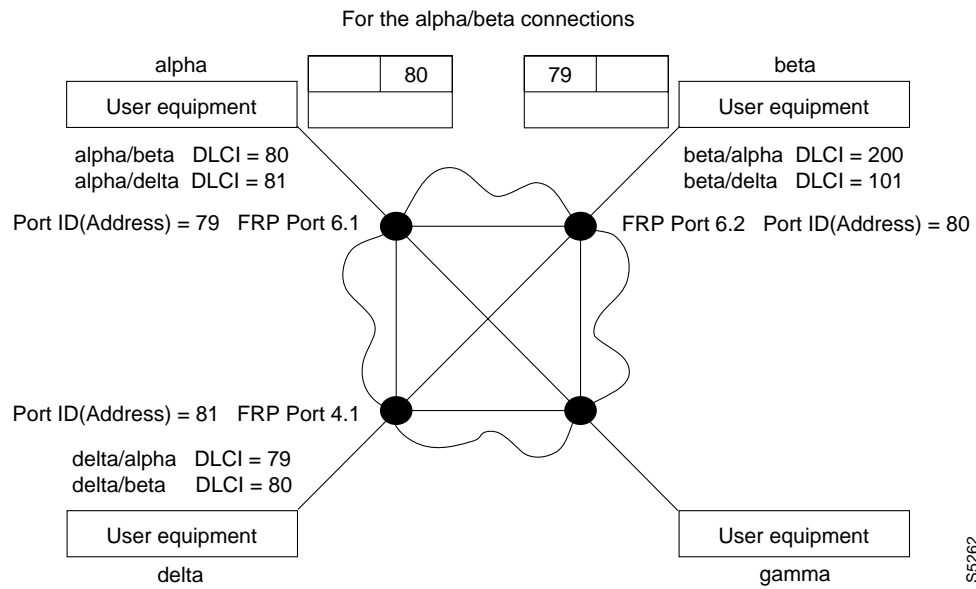 For the alpha/beta connections
alpha
80
79
beta
User equipment
User equipment
alpha/beta DLCI = 80
alpha/delta DLCI = 81
beta/alpha DLCI = 200
beta/delta DLCI = 101
Port ID(Address) = 79 FRP Port 6.1
FRP Port 6.2 Port ID(Address) = 80
Port ID(Address) = 81 FRP Port 4.1
delta/alpha DLCI = 79
delta/beta DLCI = 80
User equipment
User equipment
delta
gamma
S5262